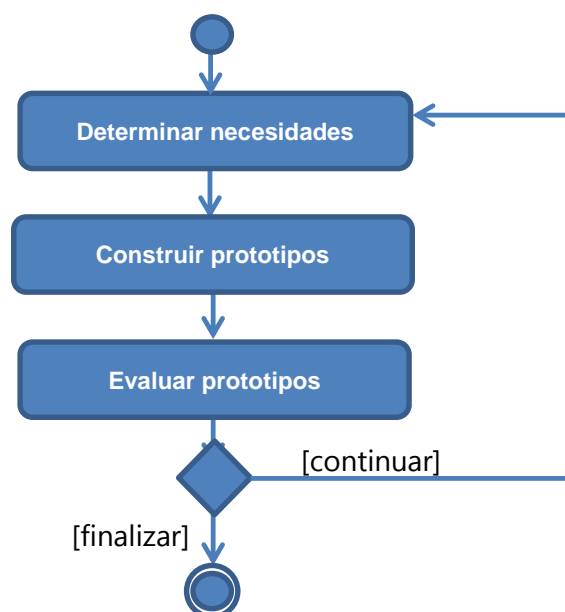 Determinar necesidades
Construir prototipos
Evaluar prototipos
[continuar]
[finalizar]